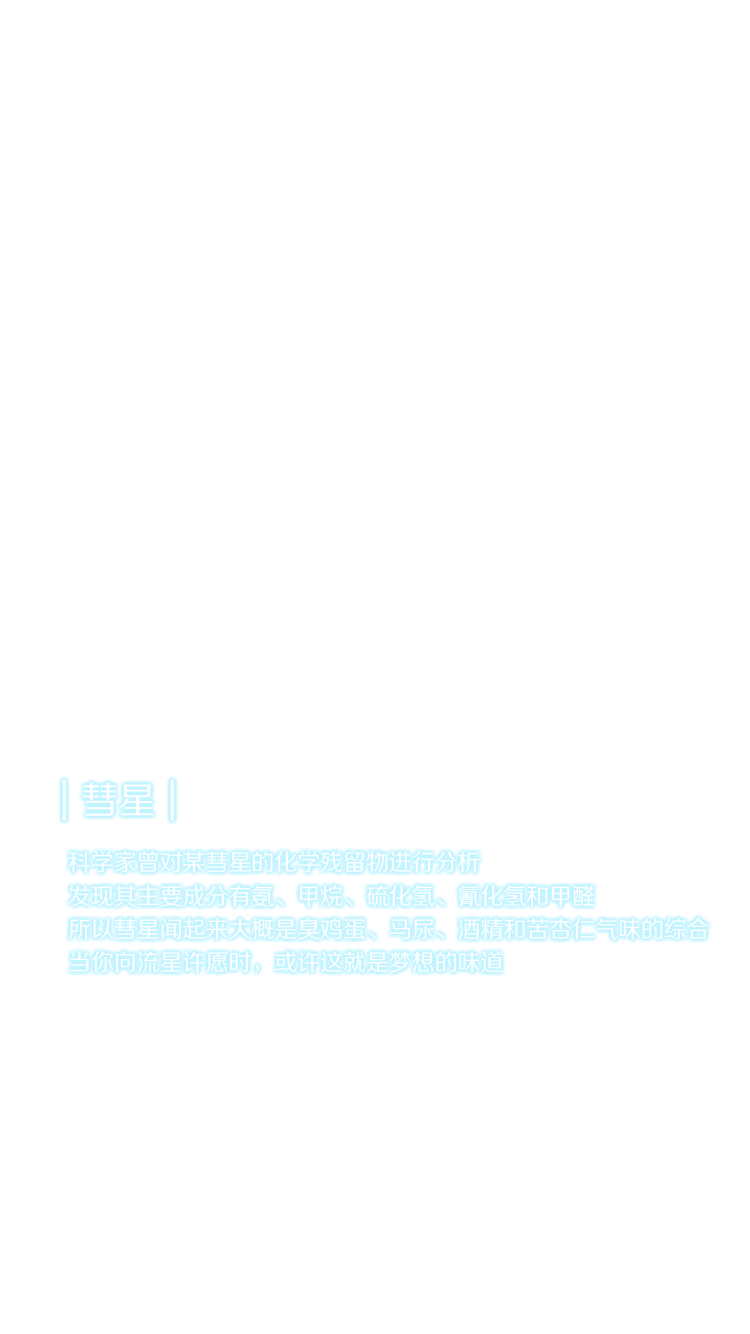 | 彗星 |
科学家曾对某彗星的化学残留物进行分析
发现其主要成分有氨、甲烷、硫化氢、氰化氢和甲醛
所以彗星闻起来大概是臭鸡蛋、马尿、酒精和苦杏仁气味的综合
当你向流星许愿时，或许这就是梦想的味道